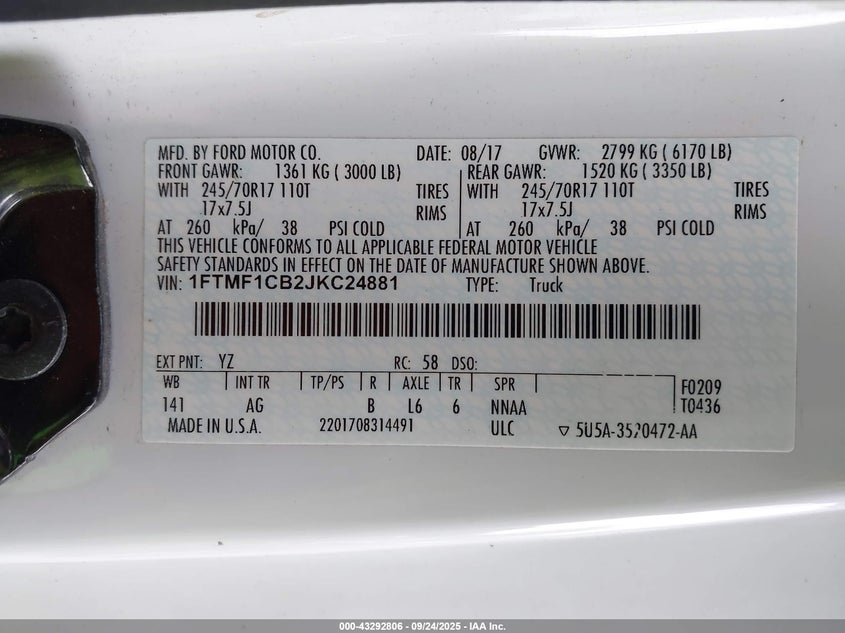 MFD. BY FORD MOTOR CO. DATE: 08/17 GVWR: 2799 KG ( 6170 LB)
FRONT GAWR: 1361 KG ( 3000 LB) REAR GAWR: 1520 KG ( 3350 LB)
WITH 245/70R17 110T TIRES WITH 245/70R17 110T TIRES
17x7.5J RIMS 17x7.5J RIMS
AT 260 kPa/ 38 PSI COLD AT 260 kPa/ 38 PSI COLD
THIS VEHICLE CONFORMS TO ALL APPLICABLE FEDERAL MOTOR VEHICLE
SAFETY STANDARDS IN EFFECT ON THE DATE OF MANUFACTURE SHOWN ABOVE.
VIN: 1FTMF1CB2JKC24881 TYPE: Truck
EXT PNT: YZ RC: 58 DSO:
WB INT TR TP/PS R AXLE TR SPR F0209
141 AG B L6 6 NNAA T0436
MADE IN U.S.A. 2201708314491 ULC ▽ 5U5A-3520472-AA
000-43292806 - 09/24/2025 - IAA Inc.